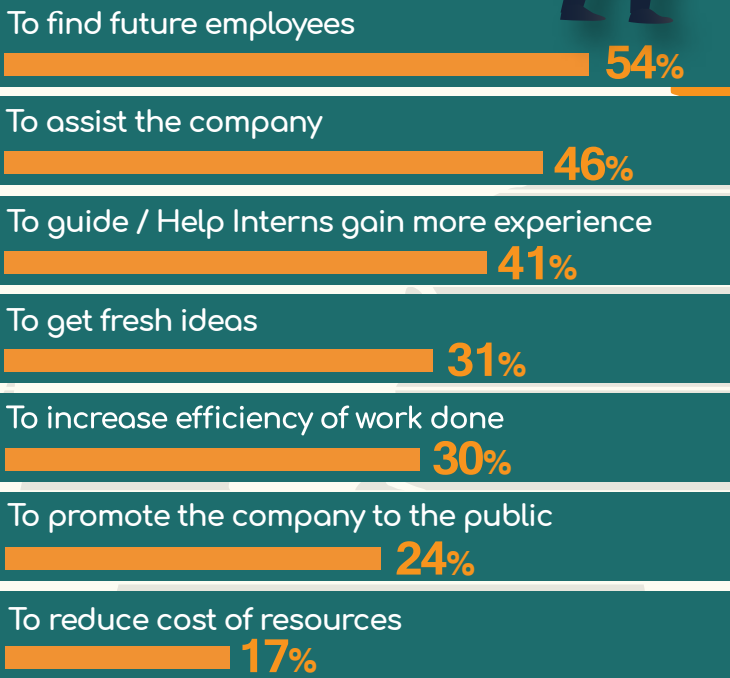 To find future employees
54%
To assist the company
46%
To guide / Help Interns gain more experience
41%
To get fresh ideas
31%
To increase efficiency of work done
30%
To promote the company to the public
24%
To reduce cost of resources
17%